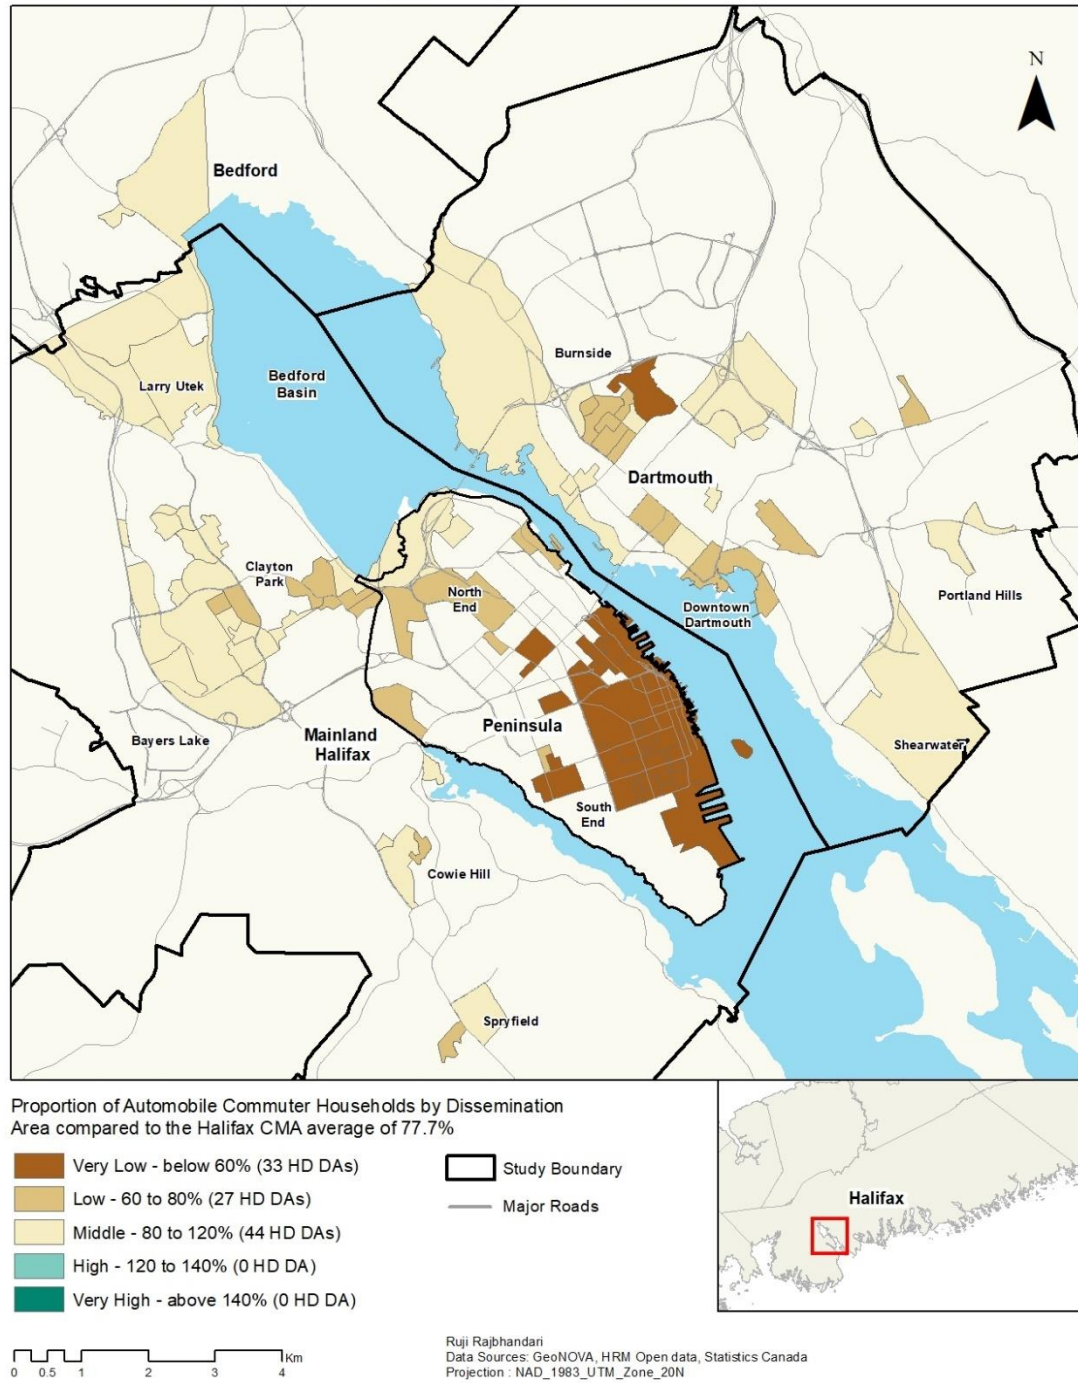 N
Bedford
Burnside
Larry Utek
Bedford
Basin
Dartmouth
Clayton
Park
North
End
Downtown
Dartmouth
Portland Hills
Bayers Lake
Mainland
Halifax
Peninsula
Shearwater
South
End
Cowie Hill
Spryfield
Proportion of Automobile Commuter Households by Dissemination
Area compared to the Halifax CMA average of 77.7%
Very Low - below 60% (33 HD DAs)
Low - 60 to 80% (27 HD DAs)
Middle - 80 to 120% (44 HD DAs)
High - 120 to 140% (0 HD DA)
Very High - above 140% (0 HD DA)
Study Boundary
Major Roads
Halifax
Km
0 0.5 1 2 3 4
Ruji Rajbhandari
Data Sources: GeoNOVA, HRM Open data, Statistics Canada
Projection : NAD_1983_UTM_Zone_20N